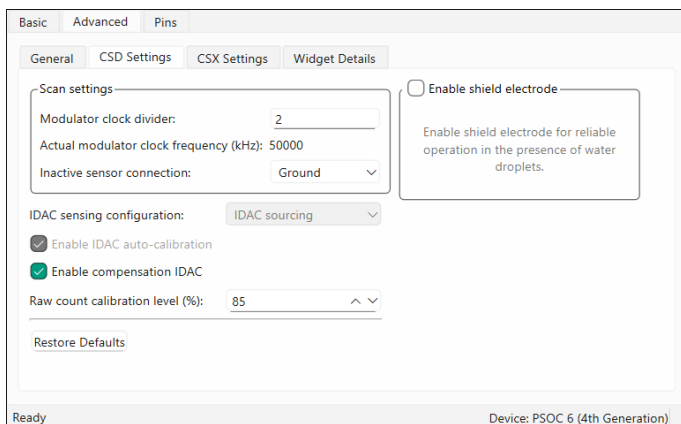 Basic Advanced Pins
General CSD Settings CSX Settings Widget Details
Scan settings
Modulator clock divider: 2
Actual modulator clock frequency (kHz): 50000
Inactive sensor connection: Ground
Enable shield electrode
Enable shield electrode for reliable
operation in the presence of water
droplets.
IDAC sensing configuration: IDAC sourcing
Enable IDAC auto-calibration
Enable compensation IDAC
Raw count calibration level (%): 85
Restore Defaults
Ready Device: PSOC 6 (4th Generation)